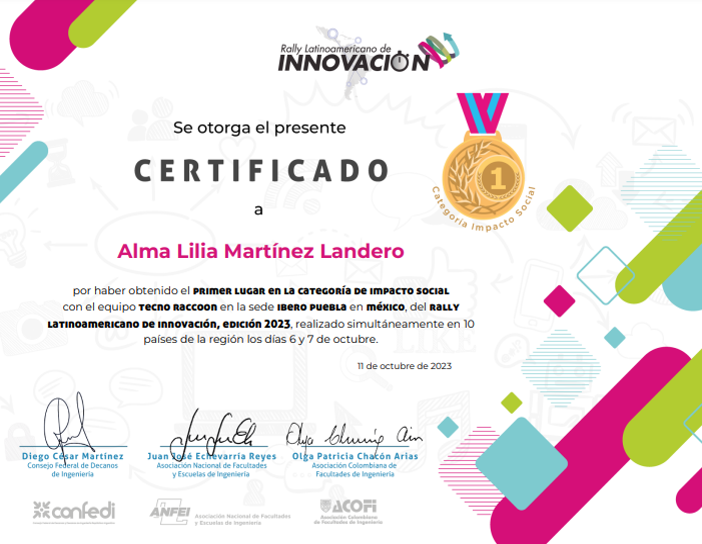 Rally Latinoamericano de
INNOVACIÓN
Se otorga el presente
CERTIFICADO
a
1
Categoría Impacto Social
Alma Lilia Martínez Landero
por haber obtenido el PRIMER LUGAR EN LA CATEGORÍA DE IMPACTO SOCIAL
con el equipo TECNO RACCOON en la sede IBERO PUEBLA en MÉXICO, del RALLY
LATINOAMERICANO DE INNOVACIÓN, EDICIÓN 2023, realizado simultáneamente en 10
países de la región los días 6 y 7 de octubre.
LIKE
11 de octubre de 2023
Diego César Martínez
Consejo Federal de Decanos
de Ingeniería
Juan José Echevarría Reyes
Asociación Nacional de Facultades
y Escuelas de Ingeniería
Olga Patricia Chacón Arias
Asociación Colombiana de
Facultades de Ingeniería
confedi
ANFEI
Asociación Nacional de Facultades
y Escuelas de Ingeniería
ACOFI
Asociación Colombiana
de Facultades de Ingeniería